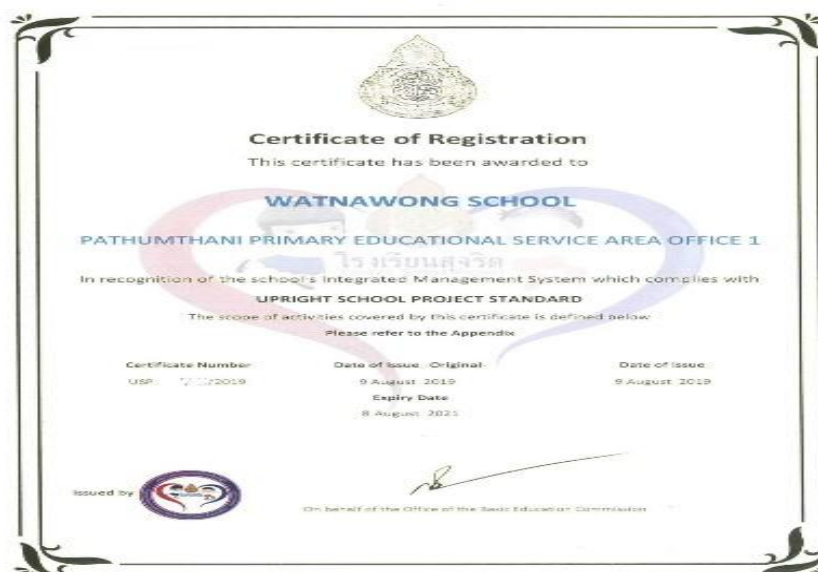 Certificate of Registration
This certificate has been awarded to
WATNAWONG SCHOOL
PATHUMTHANI PRIMARY EDUCATIONAL SERVICE AREA OFFICE 1
โรงเรียนสุจริต
In recognition of the school's Integrated Management System which complies with
UPRIGHT SCHOOL PROJECT STANDARD
The scope of activities covered by this certificate is defined below
Please refer to the Appendix
Certificate Number Date of Issue Original Date of Issue
USP /2019 9 August 2019 9 August 2019
Expiry Date
8 August 2021
Issued by
On behalf of the Office of the Basic Education Commission